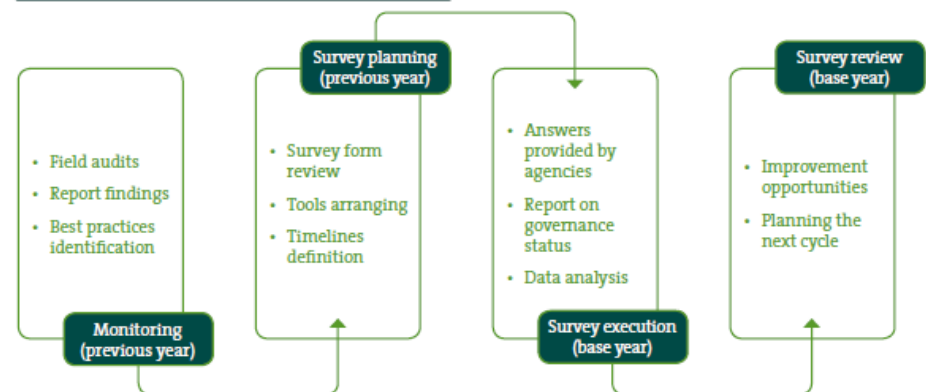 • Field audits
• Report findings
• Best practices
identification
Monitoring
(previous year)
Survey planning
(previous year)
• Survey form
review
• Tools arranging
• Timelines
definition
• Answers
provided by
agencies
• Report on
governance
status
• Data analysis
Survey execution
(base year)
Survey review
(base year)
• Improvement
opportunities
• Planning the
next cycle